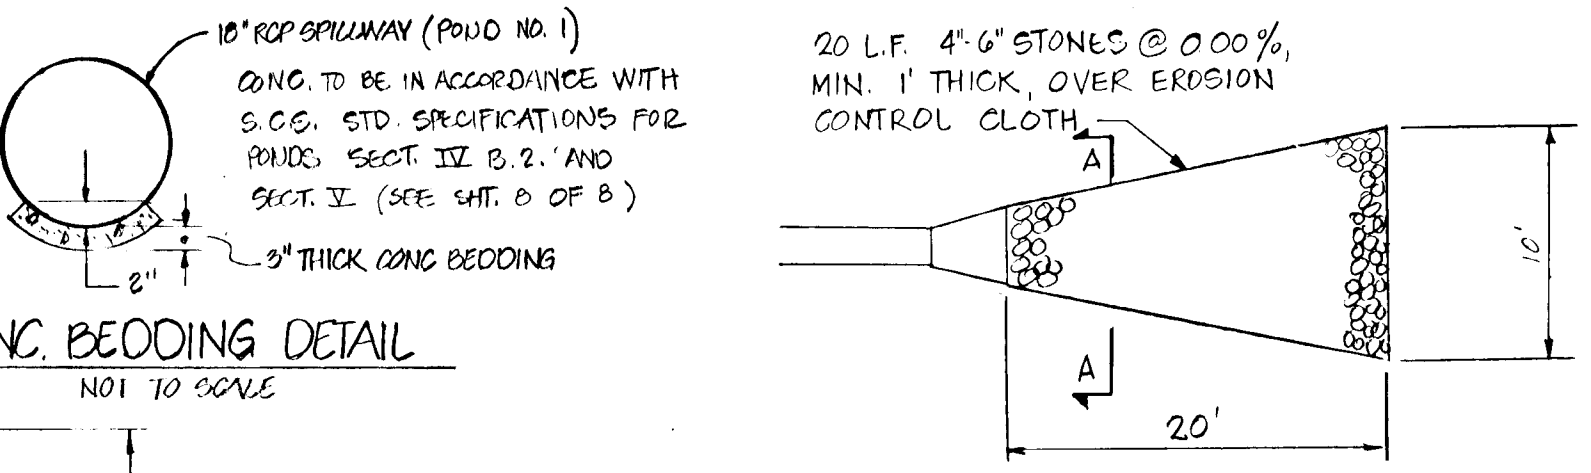 18" RCP SPILLWAY (POND NO. 1)
CONC. TO BE IN ACCORDANCE WITH
S.C.S. STD. SPECIFICATIONS FOR
PONDS SECT. IV B.2. AND
SECT. V (SEE SHT. 8 OF 8)
3" THICK CONC BEDDING
2"
NC. BEDDING DETAIL
NOT TO SCALE
20 L.F. 4"-6" STONES @ 0.00%,
MIN. 1' THICK, OVER EROSION
CONTROL CLOTH
A
A
10'
20'